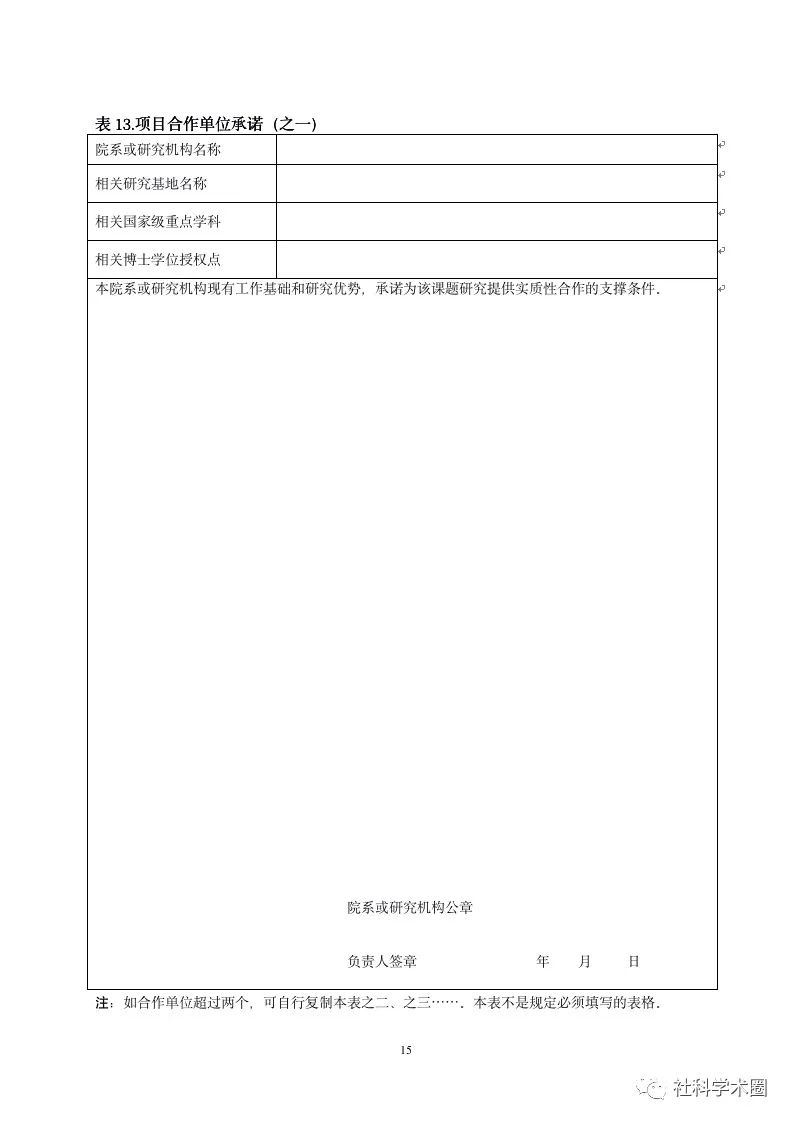 表 13.项目合作单位承诺（之一）
院系或研究机构名称
相关研究基地名称
相关国家级重点学科
相关博士学位授权点
本院系或研究机构现有工作基础和研究优势，承诺为该课题研究提供实质性合作的支撑条件．
院系或研究机构公章
负责人签章 年 月 日
注：如合作单位超过两个，可自行复制本表之二、之三……．本表不是规定必须填写的表格．
15
社科学术圈